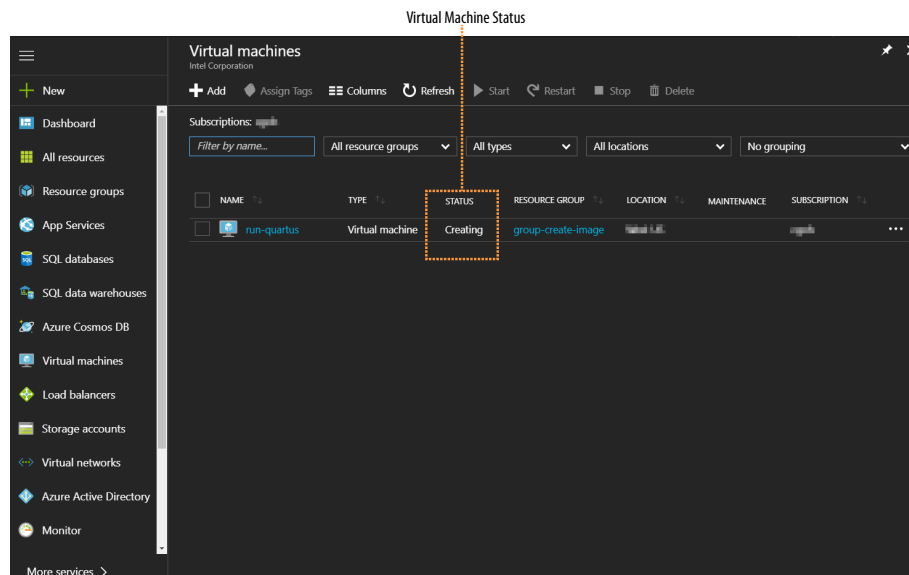 Virtual Machine Status
Virtual machines
Intel Corporation
New
Add Assign Tags Columns Refresh Start Restart Stop Delete
Dashboard
Subscriptions:
Filter by name... All resource groups All types All locations No grouping
All resources
Resource groups
NAME TYPE STATUS RESOURCE GROUP LOCATION MAINTENANCE SUBSCRIPTION
App Services
run-quartus Virtual machine Creating group-create-image
SQL databases
SQL data warehouses
Azure Cosmos DB
Virtual machines
Load balancers
Storage accounts
Virtual networks
Azure Active Directory
Monitor
More services